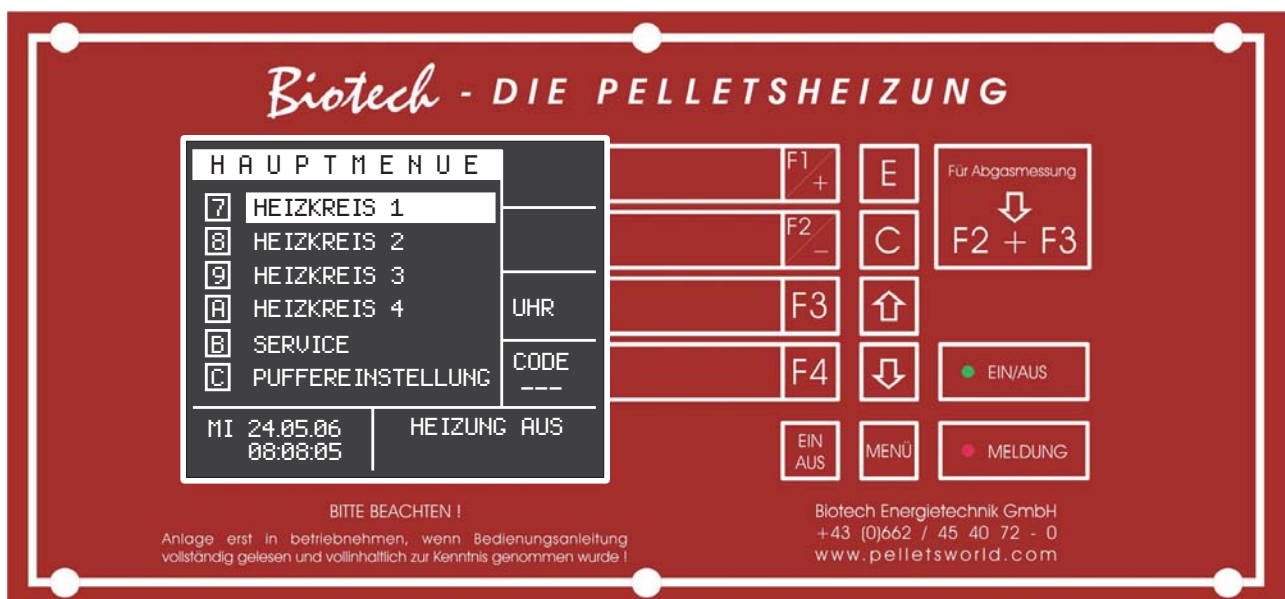 Biotech - DIE PELLETSHEIZUNG
HAUPTMENUE
7 HEIZKREIS 1
8 HEIZKREIS 2
9 HEIZKREIS 3
A HEIZKREIS 4
B SERVICE
C PUFFEREINSTELLUNG
UHR
CODE
---
MI 24.05.06
08:08:05
HEIZUNG AUS
F1 / +
F2 / -
F3
F4
E
C
⇧
⇩
EIN
AUS
MENÜ
Für Abgasmessung
⇩
F2 + F3
EIN/AUS
MELDUNG
BITTE BEACHTEN !
Anlage erst in betriebnehmen, wenn Bedienungsanleitung
vollständig gelesen und vollinhaltlich zur Kenntnis genommen wurde !
Biotech Energietechnik GmbH
+43 (0)662 / 45 40 72 - 0
www.pelletsworld.com